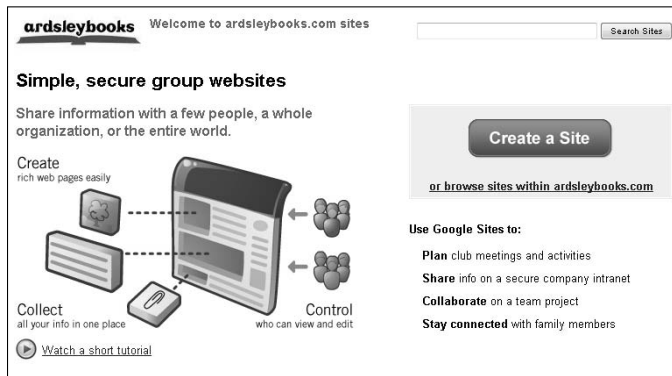 ardsleybooks
Welcome to ardsleybooks.com sites
Search Sites
Simple, secure group websites
Share information with a few people, a whole
organization, or the entire world.
Create
rich web pages easily
Collect
all your info in one place
Control
who can view and edit
Watch a short tutorial
Create a Site
or browse sites within ardsleybooks.com
Use Google Sites to:
Plan club meetings and activities
Share info on a secure company intranet
Collaborate on a team project
Stay connected with family members